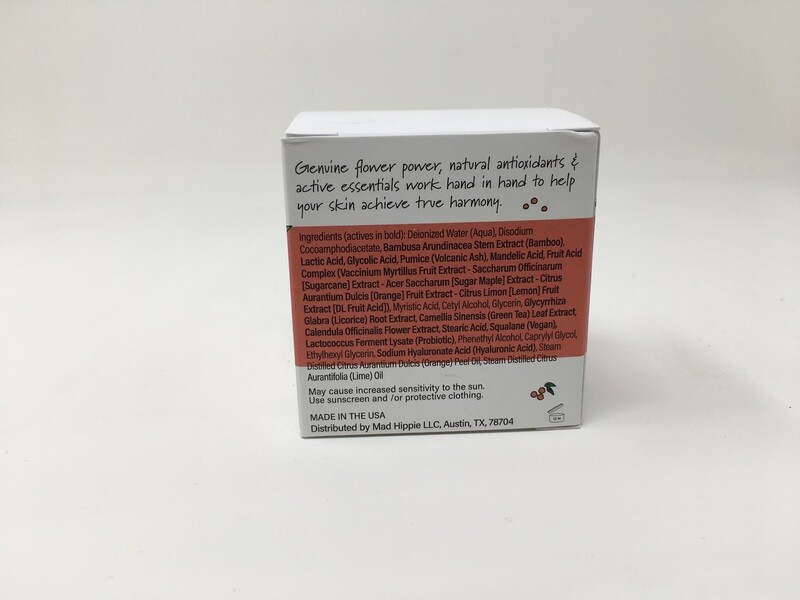 Genuine flower power, natural antioxidants &
active essentials work hand in hand to help
your skin achieve true harmony.
Ingredients (actives in bold): Deionized Water (Aqua), Disodium
Cocoamphodiacetate, Bambusa Arundinacea Stem Extract (Bamboo),
Lactic Acid, Glycolic Acid, Pumice (Volcanic Ash), Mandelic Acid, Fruit Acid
Complex (Vaccinium Myrtillus Fruit Extract - Saccharum Officinarum
[Sugarcane] Extract - Acer Saccharum [Sugar Maple] Extract - Citrus
Aurantium Dulcis [Orange] Fruit Extract - Citrus Limon [Lemon] Fruit
Extract [DL Fruit Acid]), Myristic Acid, Cetyl Alcohol, Glycerin, Glycyrrhiza
Glabra (Licorice) Root Extract, Camellia Sinensis (Green Tea) Leaf Extract,
Calendula Officinalis Flower Extract, Stearic Acid, Squalane (Vegan),
Lactococcus Ferment Lysate (Probiotic), Phenethyl Alcohol, Caprylyl Glycol,
Ethylhexyl Glycerin, Sodium Hyaluronate Acid (Hyaluronic Acid), Steam
Distilled Citrus Aurantium Dulcis (Orange) Peel Oil, Steam Distilled Citrus
Aurantifolia (Lime) Oil
May cause increased sensitivity to the sun.
Use sunscreen and /or protective clothing.
MADE IN THE USA
Distributed by Mad Hippie LLC, Austin, TX, 78704